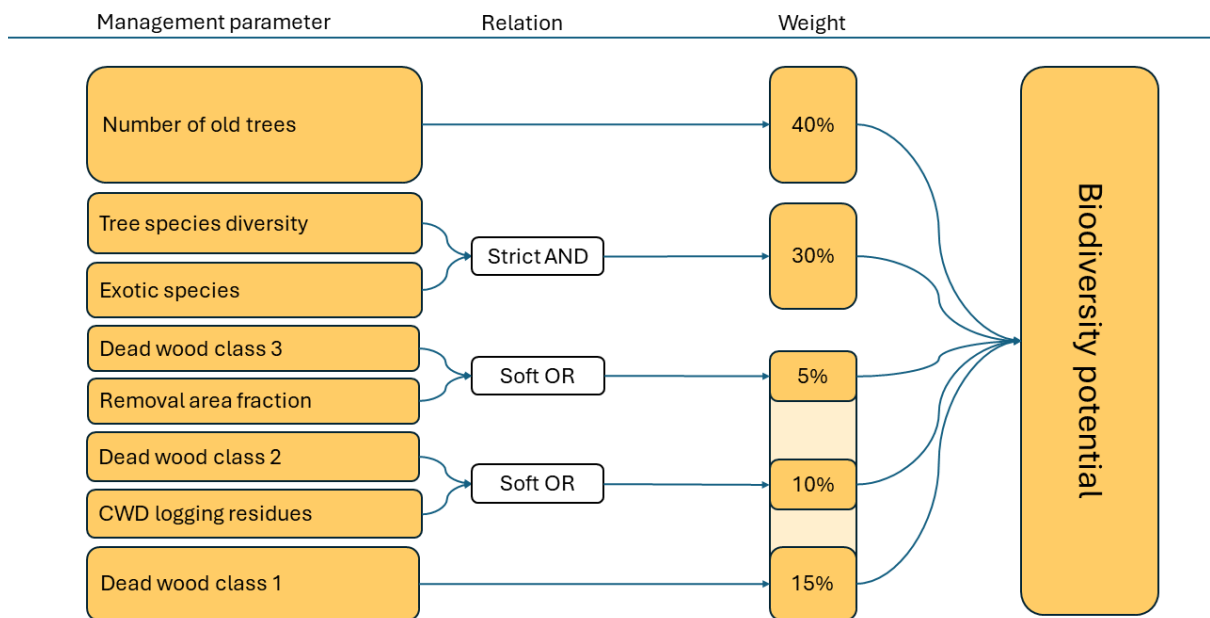 Management parameter Relation Weight
Number of old trees 40%
Tree species diversity
Strict AND 30%
Exotic species
Dead wood class 3
Soft OR 5%
Removal area fraction
Dead wood class 2
Soft OR 10%
CWD logging residues
Dead wood class 1 15%
Biodiversity potential